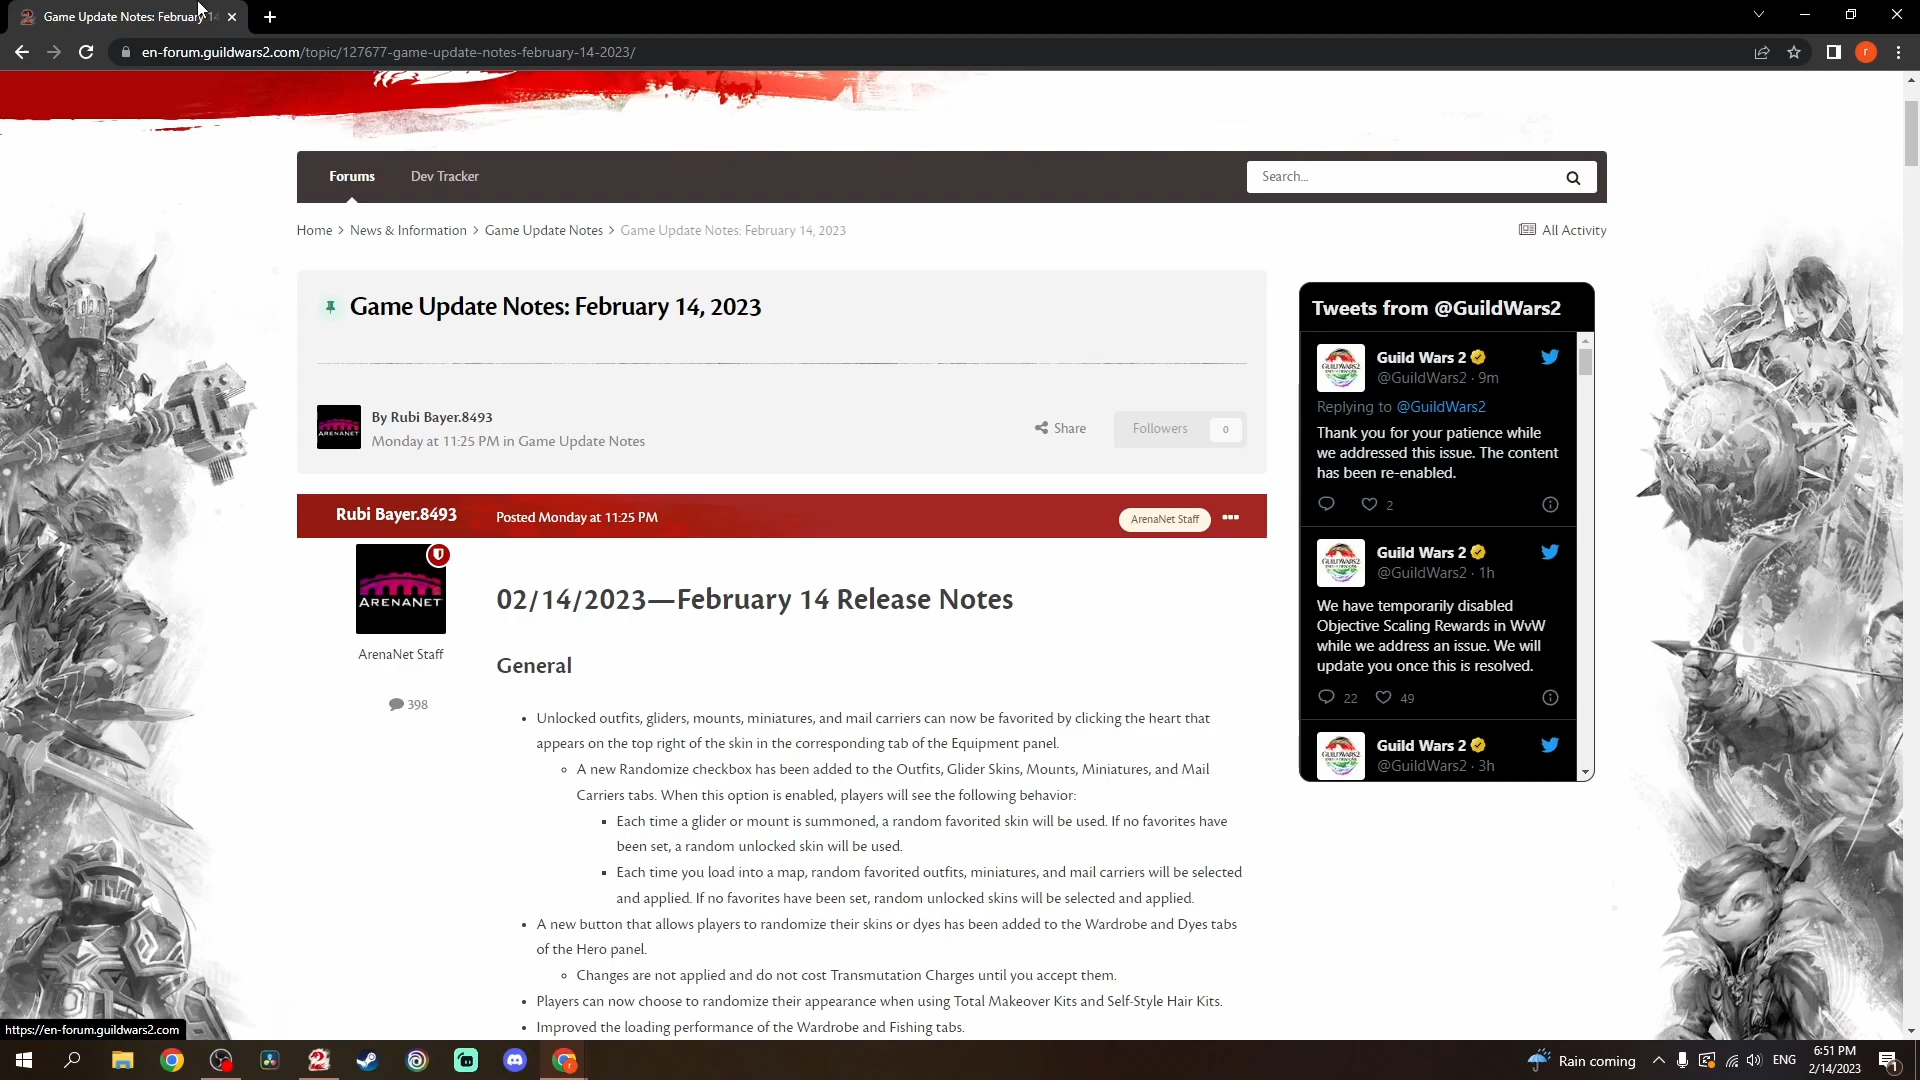 Game Update Notes: February 14
en-forum.guildwars2.com/topic/127677-game-update-notes-february-14-2023/
r
Forums
Dev Tracker
Search...
Home > News & Information > Game Update Notes > Game Update Notes: February 14, 2023
All Activity
Game Update Notes: February 14, 2023
By Rubi Bayer.8493
Monday at 11:25 PM in Game Update Notes
Share
Followers
0
Rubi Bayer.8493
Posted Monday at 11:25 PM
ArenaNet Staff
ARENANET
ArenaNet Staff
398
02/14/2023—February 14 Release Notes
General
• Unlocked outfits, gliders, mounts, miniatures, and mail carriers can now be favorited by clicking the heart that
appears on the top right of the skin in the corresponding tab of the Equipment panel.
◦ A new Randomize checkbox has been added to the Outfits, Glider Skins, Mounts, Miniatures, and Mail
Carriers tabs. When this option is enabled, players will see the following behavior:
▪ Each time a glider or mount is summoned, a random favorited skin will be used. If no favorites have
been set, a random unlocked skin will be used.
▪ Each time you load into a map, random favorited outfits, miniatures, and mail carriers will be selected
and applied. If no favorites have been set, random unlocked skins will be selected and applied.
• A new button that allows players to randomize their skins or dyes has been added to the Wardrobe and Dyes tabs
of the Hero panel.
◦ Changes are not applied and do not cost Transmutation Charges until you accept them.
• Players can now choose to randomize their appearance when using Total Makeover Kits and Self-Style Hair Kits.
• Improved the loading performance of the Wardrobe and Fishing tabs.
Tweets from @GuildWars2
Guild Wars 2
@GuildWars2 · 9m
Replying to @GuildWars2
Thank you for your patience while
we addressed this issue. The content
has been re-enabled.
2
Guild Wars 2
@GuildWars2 · 1h
We have temporarily disabled
Objective Scaling Rewards in WvW
while we address an issue. We will
update you once this is resolved.
22
49
Guild Wars 2
@GuildWars2 · 3h
https://en-forum.guildwars2.com
Rain coming
ENG
6:51 PM
2/14/2023
1